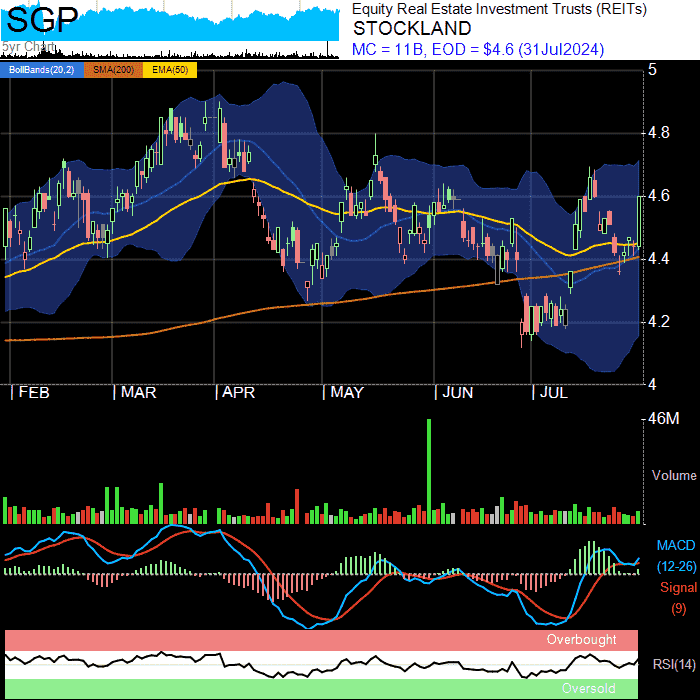 SGP
Equity Real Estate Investment Trusts (REITs)
STOCKLAND
5yr Chart
MC = 11B, EOD = $4.6 (31Jul2024)
BollBands(20,2) SMA(200) EMA(50)
5
4.8
4.6
4.4
4.2
4
FEB MAR APR MAY JUN JUL
46M
Volume
MACD
(12-26)
Signal
(9)
Overbought
RSI(14)
Oversold